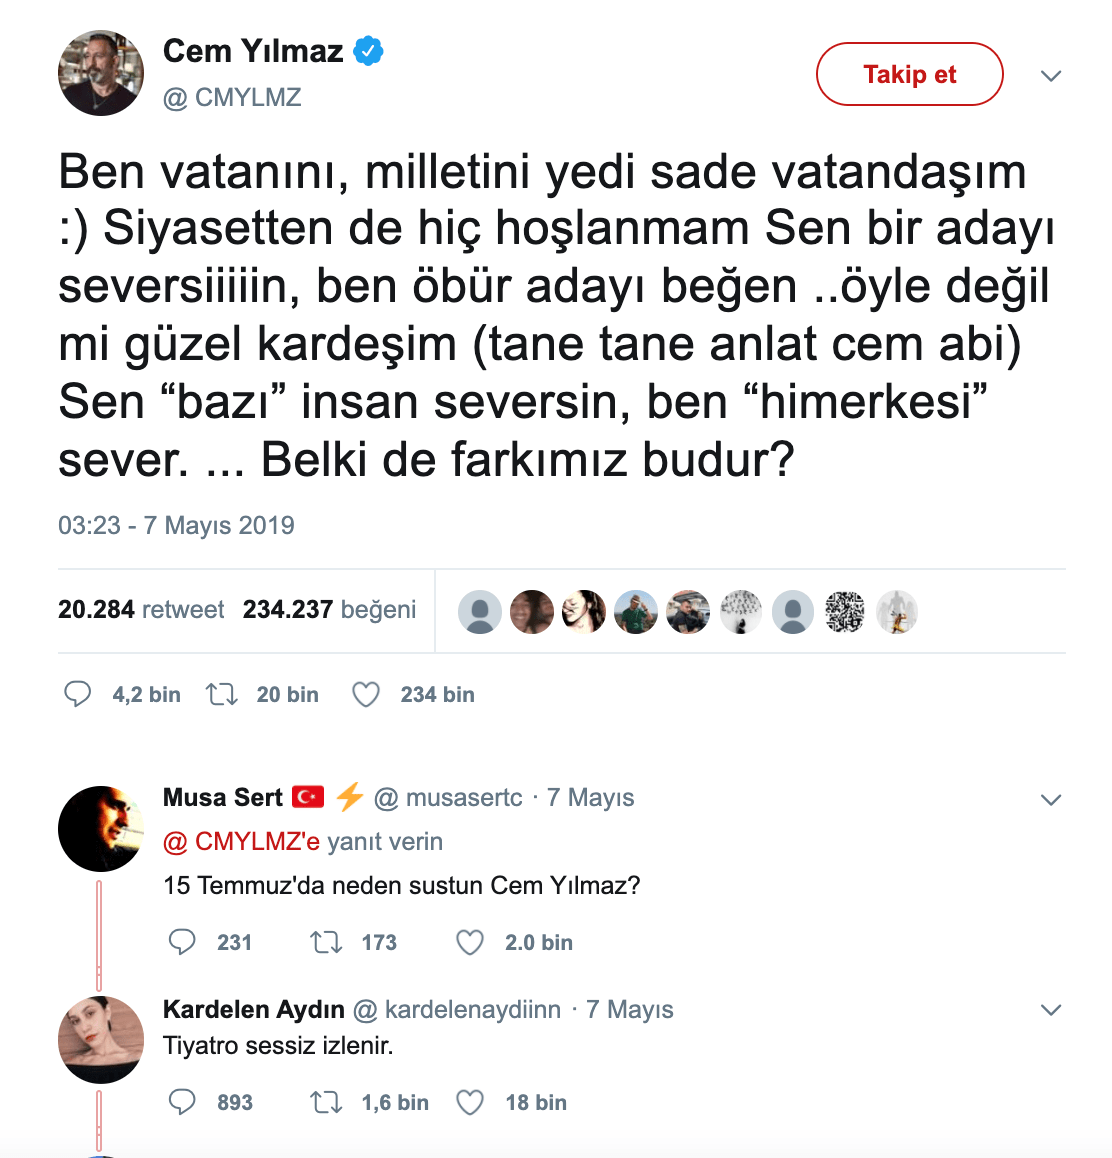 Cem Yılmaz
@ CMYLMZ
Takip et
Ben vatanını, milletini yedi sade vatandaşım
:) Siyasetten de hiç hoşlanmam Sen bir adayı
seversiiiiin, ben öbür adayı beğen ..öyle değil
mi güzel kardeşim (tane tane anlat cem abi)
Sen “bazı” insan seversin, ben “himerkesi”
sever. ... Belki de farkımız budur?
03:23 - 7 Mayıs 2019
20.284 retweet 234.237 beğeni
4,2 bin 20 bin 234 bin
Musa Sert @ musasertc · 7 Mayıs
@ CMYLMZ'e yanıt verin
15 Temmuz'da neden sustun Cem Yılmaz?
231 173 2.0 bin
Kardelen Aydın @ kardelenaydiinn · 7 Mayıs
Tiyatro sessiz izlenir.
893 1,6 bin 18 bin